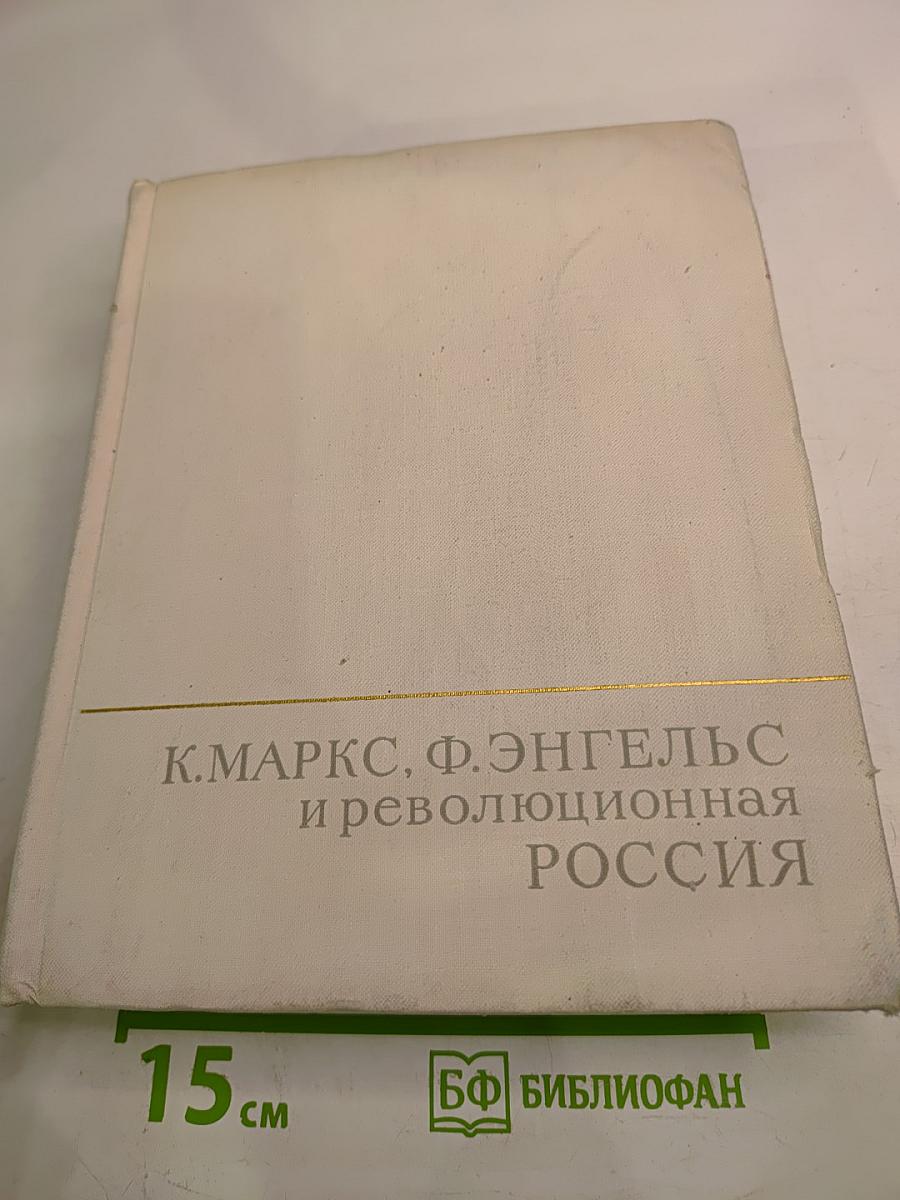 К.МАРКС, Ф.ЭНГЕЛЬС
и революционная
РОССИЯ
15 см
БФ БИБЛИОФАН